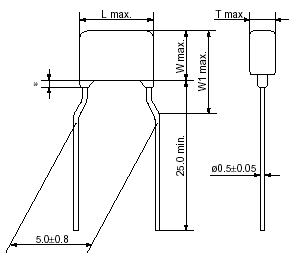 L max.
T max.
W max.
W1 max.
*
25.0 min.
ø0.5±0.05
5.0±0.8